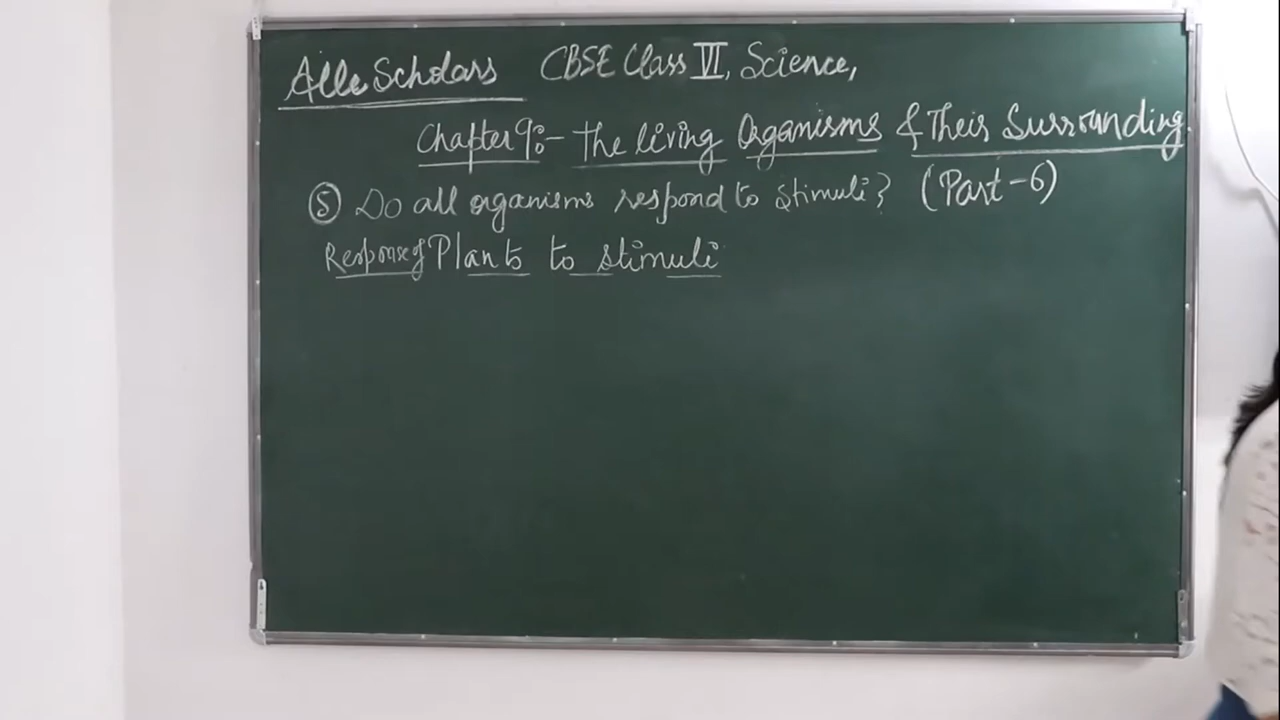 Alle Scholars CBSE Class VI, Science,
Chapter 9:- The living Organisms & Their Surrounding
(5) Do all organisms respond to stimuli? (Part-6)
Response of Plants to stimuli